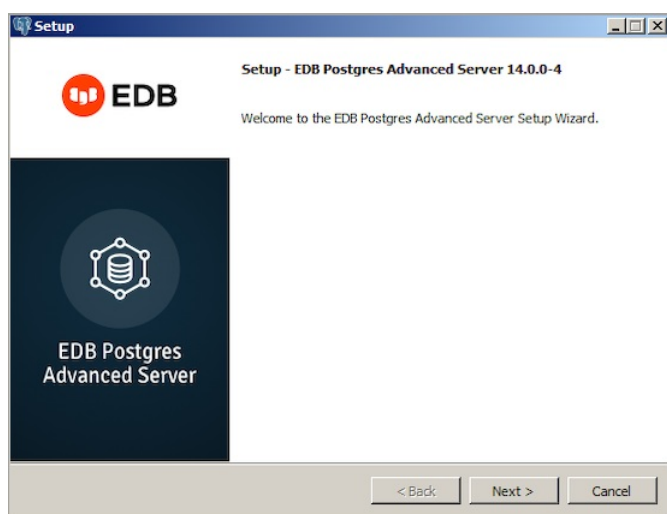 Setup
EDB
Setup - EDB Postgres Advanced Server 14.0.0-4
Welcome to the EDB Postgres Advanced Server Setup Wizard.
EDB Postgres
Advanced Server
< Back
Next >
Cancel